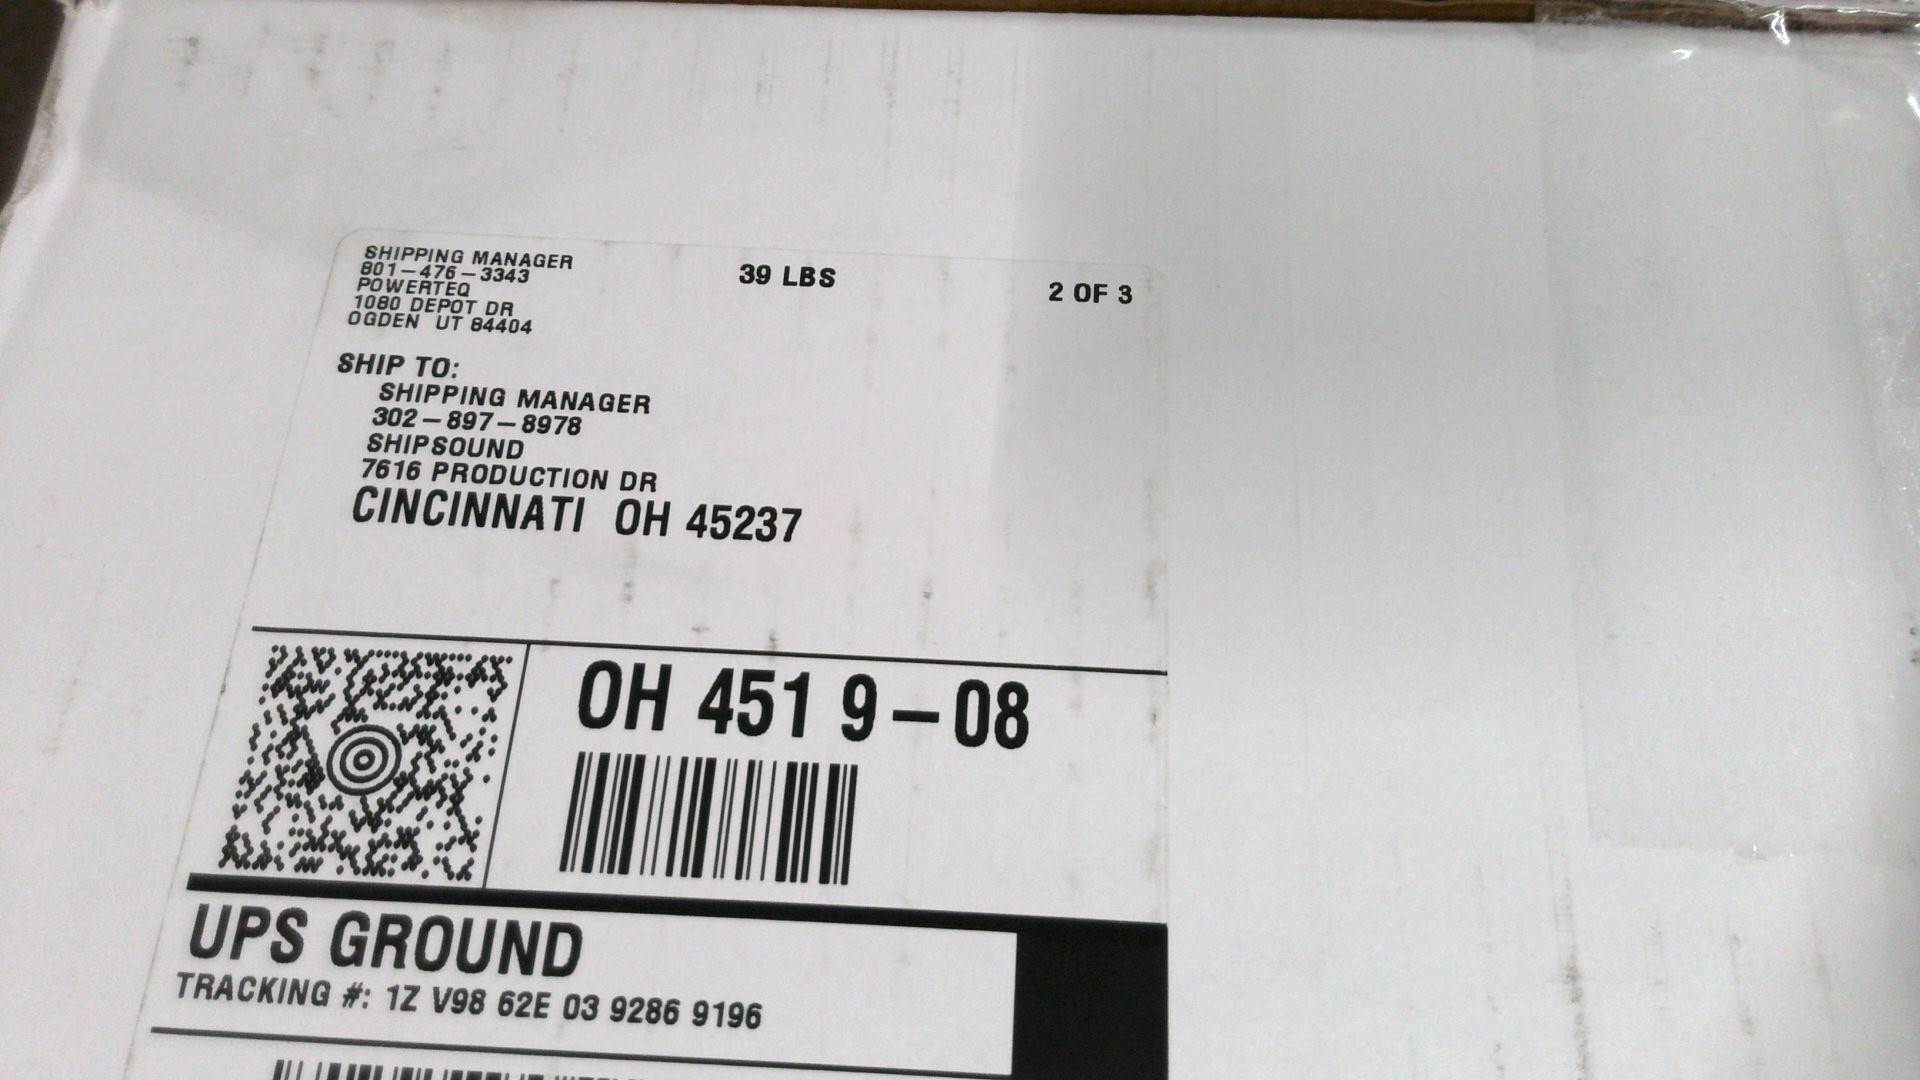 SHIPPING MANAGER
801-476-3343
POWERTEQ
1080 DEPOT DR
OGDEN UT 84404
39 LBS
2 OF 3
SHIP TO:
SHIPPING MANAGER
302-897-8978
SHIPSOUND
7616 PRODUCTION DR
CINCINNATI OH 45237
OH 451 9-08
UPS GROUND
TRACKING #: 1Z V98 62E 03 9286 9196